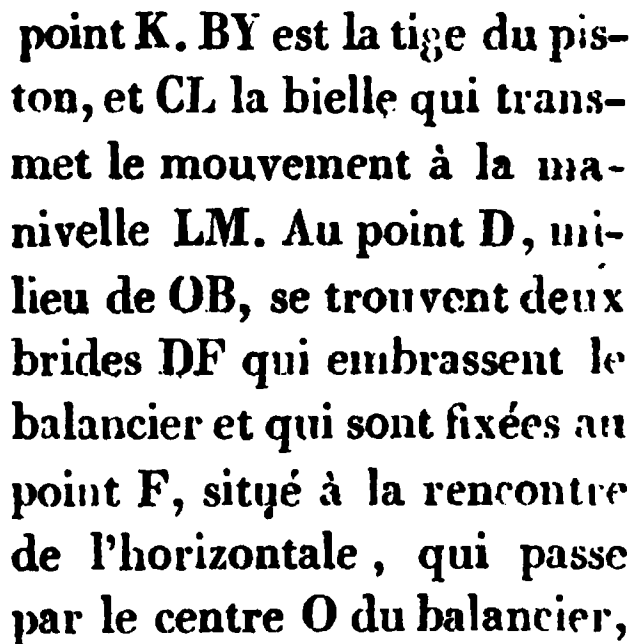 point K. BY est la tige du pis-
ton, et CL la bielle qui trans-
met le mouvement à la ma-
nivelle LM. Au point D, mi-
lieu de OB, se trouvent deux
brides DF qui embrassent le
balancier et qui sont fixées au
point F, situé à la rencontre
de l'horizontale, qui passe
par le centre O du balancier,